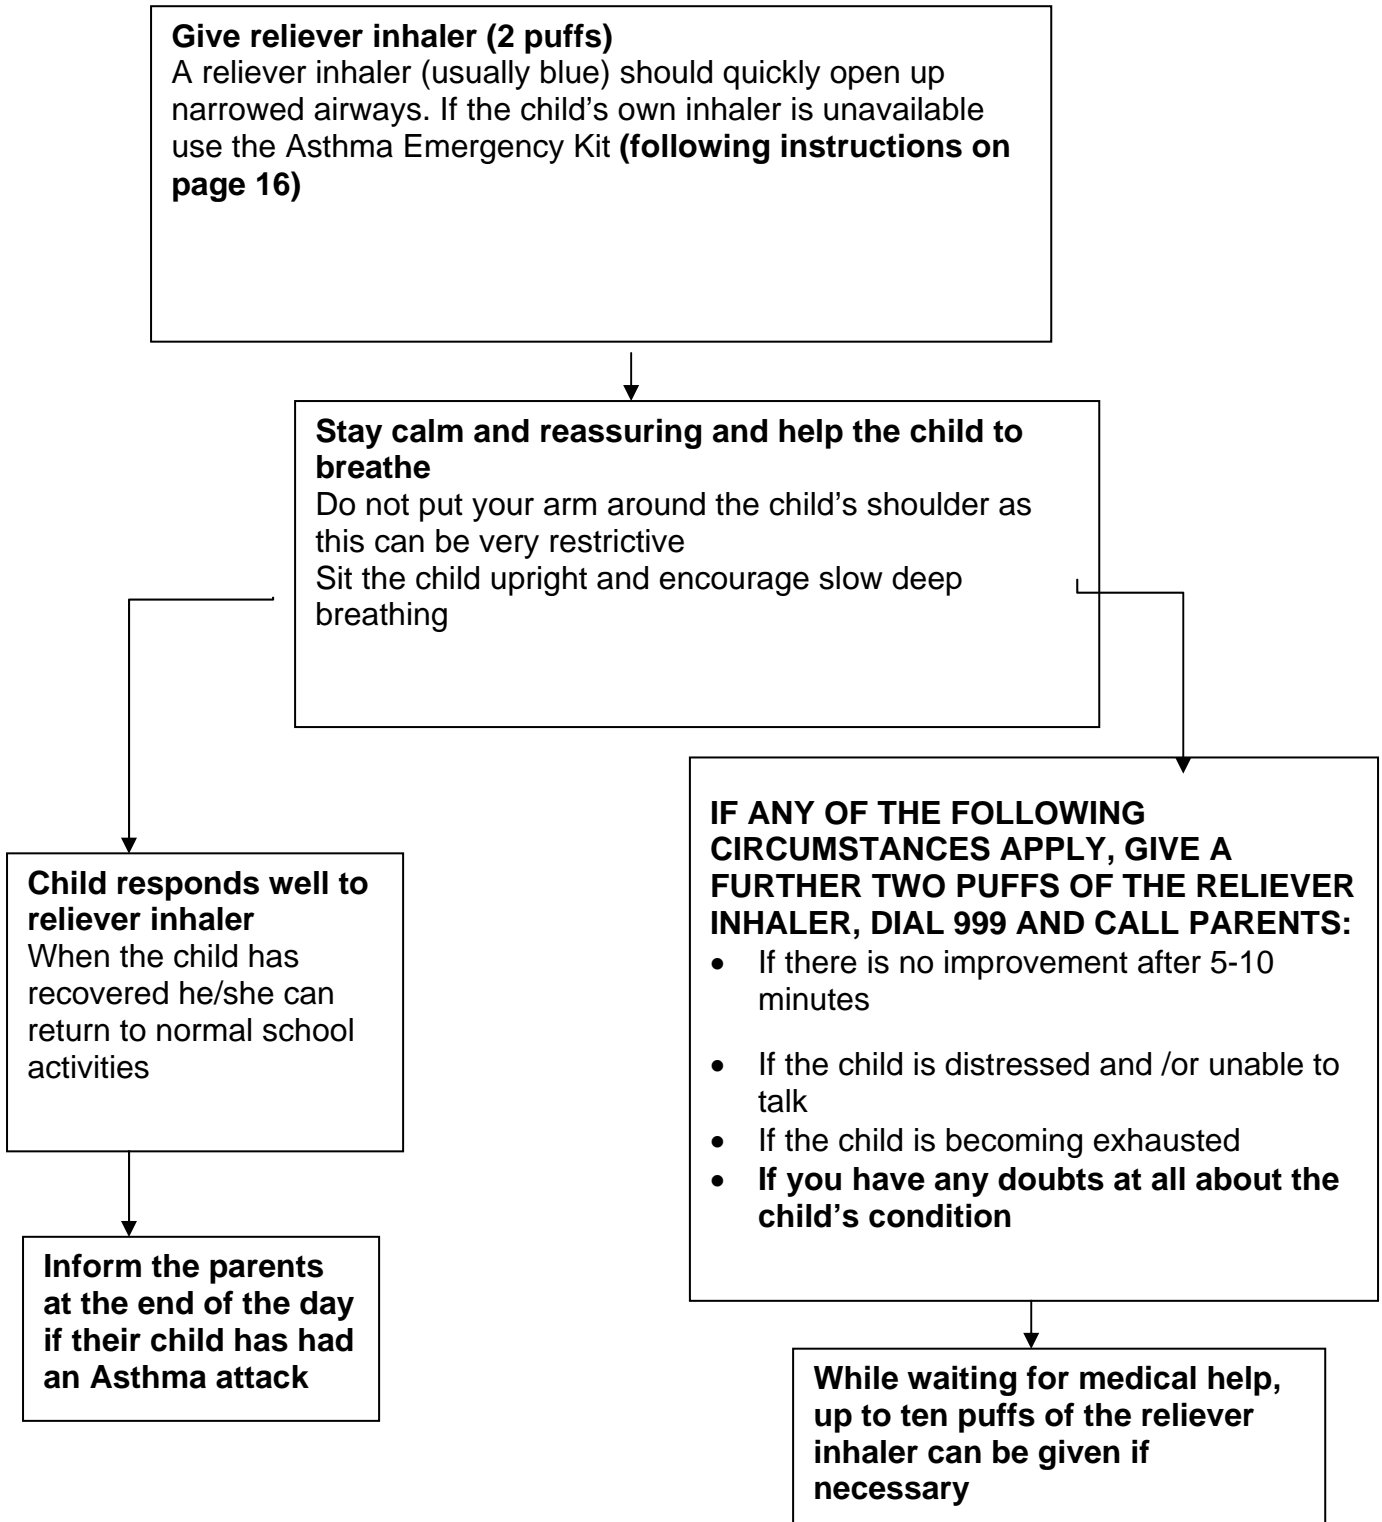 Give reliever inhaler (2 puffs)
A reliever inhaler (usually blue) should quickly open up
narrowed airways. If the child’s own inhaler is unavailable
use the Asthma Emergency Kit (following instructions on
page 16)
Stay calm and reassuring and help the child to
breathe
Do not put your arm around the child’s shoulder as
this can be very restrictive
Sit the child upright and encourage slow deep
breathing
Child responds well to
reliever inhaler
When the child has
recovered he/she can
return to normal school
activities
Inform the parents
at the end of the day
if their child has had
an Asthma attack
IF ANY OF THE FOLLOWING
CIRCUMSTANCES APPLY, GIVE A
FURTHER TWO PUFFS OF THE RELIEVER
INHALER, DIAL 999 AND CALL PARENTS:
• If there is no improvement after 5-10
minutes
• If the child is distressed and /or unable to
talk
• If the child is becoming exhausted
• If you have any doubts at all about the
child’s condition
While waiting for medical help,
up to ten puffs of the reliever
inhaler can be given if
necessary